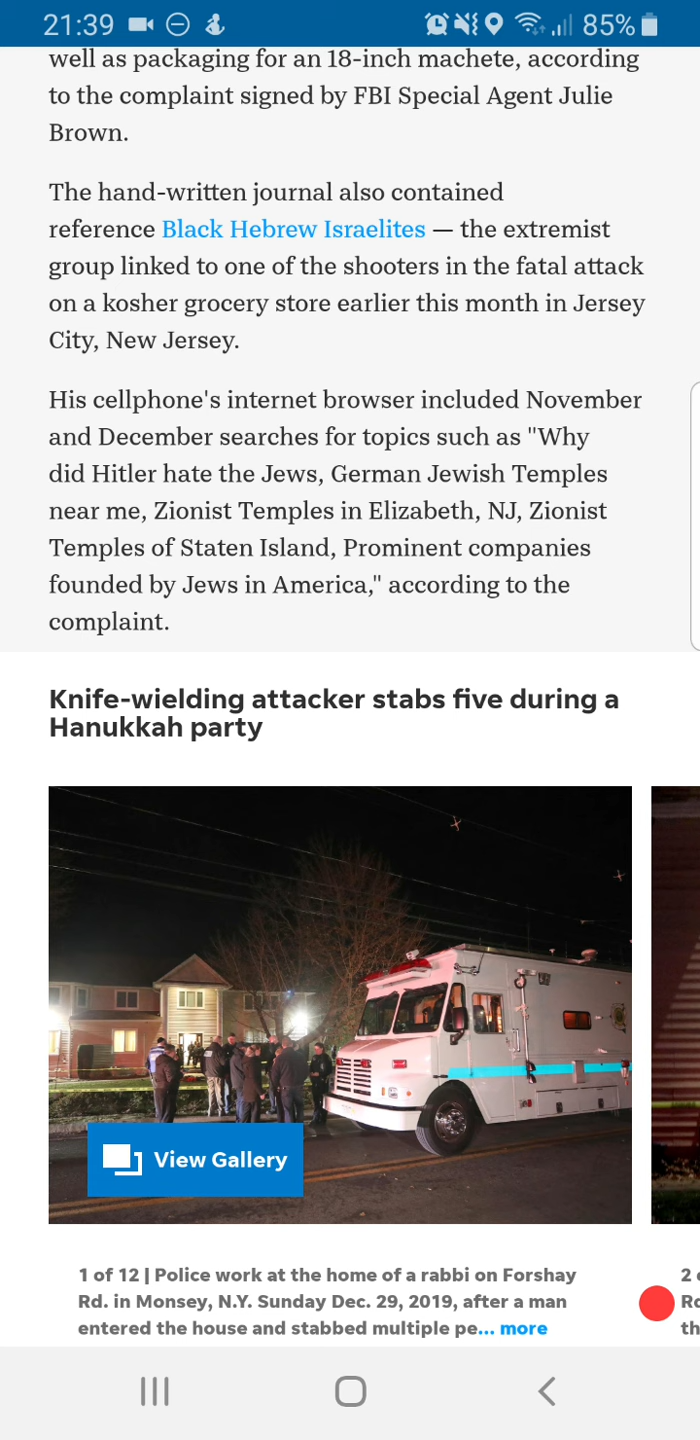 21:39
85%
well as packaging for an 18-inch machete, according
to the complaint signed by FBI Special Agent Julie
Brown.
The hand-written journal also contained
reference Black Hebrew Israelites — the extremist
group linked to one of the shooters in the fatal attack
on a kosher grocery store earlier this month in Jersey
City, New Jersey.
His cellphone's internet browser included November
and December searches for topics such as "Why
did Hitler hate the Jews, German Jewish Temples
near me, Zionist Temples in Elizabeth, NJ, Zionist
Temples of Staten Island, Prominent companies
founded by Jews in America," according to the
complaint.
Knife-wielding attacker stabs five during a
Hanukkah party
View Gallery
1 of 12 | Police work at the home of a rabbi on Forshay
Rd. in Monsey, N.Y. Sunday Dec. 29, 2019, after a man
entered the house and stabbed multiple pe... more
2
th